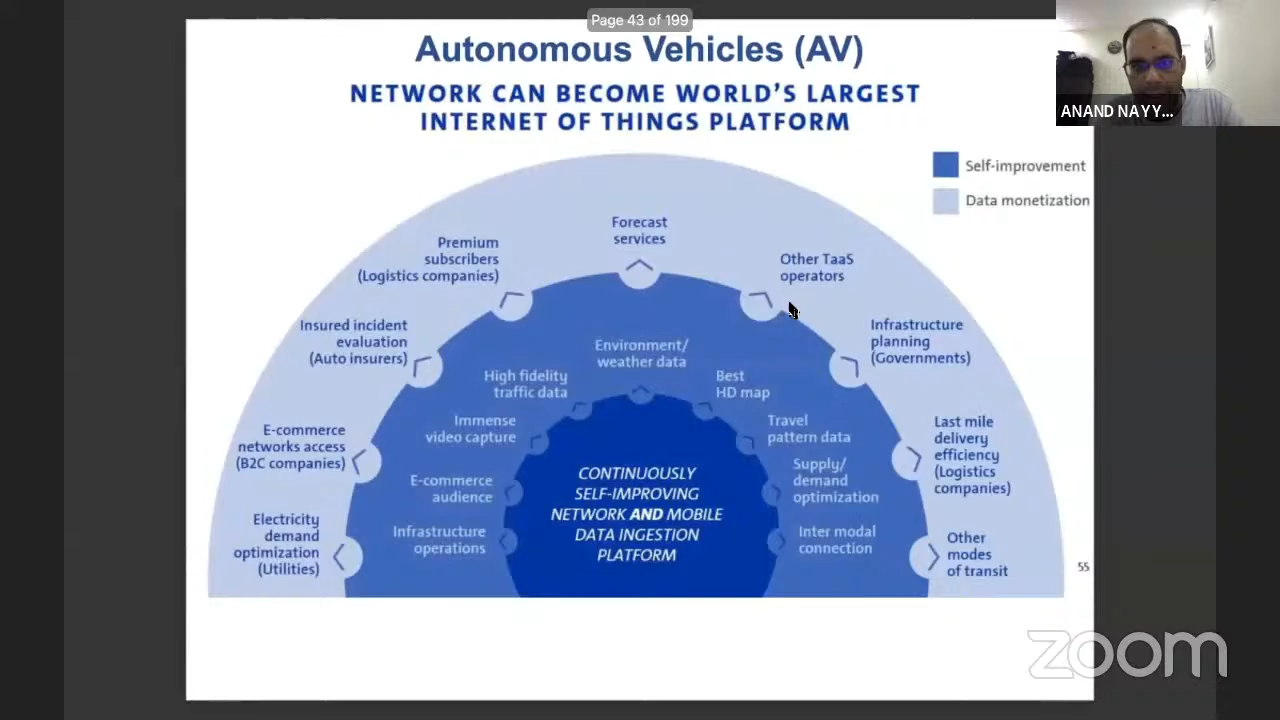 Page 43 of 199
Autonomous Vehicles (AV)
NETWORK CAN BECOME WORLD'S LARGEST
INTERNET OF THINGS PLATFORM
ANAND NAYY...
Self-improvement
Data monetization
Forecast
services
Premium
subscribers
(Logistics companies)
Other TaaS
operators
Insured incident
evaluation
(Auto insurers)
Infrastructure
planning
(Governments)
E-commerce
networks access
(B2C companies)
Last mile
delivery
efficiency
(Logistics
companies)
Electricity
demand
optimization
(Utilities)
Other
modes
of transit
Environment/
weather data
High fidelity
traffic data
Best
HD map
Immense
video capture
Travel
pattern data
E-commerce
audience
Supply/
demand
optimization
Infrastructure
operations
Inter modal
connection
CONTINUOUSLY
SELF-IMPROVING
NETWORK AND MOBILE
DATA INGESTION
PLATFORM
55
zoom